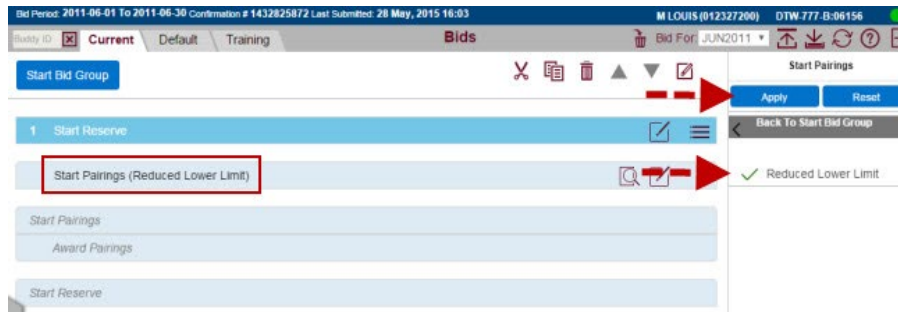 Bid Period: 2011-06-01 To 2011-06-30 Confirmation # 1432825872 Last Submitted: 28 May, 2015 16:03 M LOUIS (012327200) DTW-777-B:06156
Buddy ID Current Default Training Bids Bid For: JUN2011
Start Bid Group
Start Pairings
Apply Reset
Back To Start Bid Group
1 Start Reserve
Start Pairings (Reduced Lower Limit)
Reduced Lower Limit
Start Pairings
Award Pairings
Start Reserve